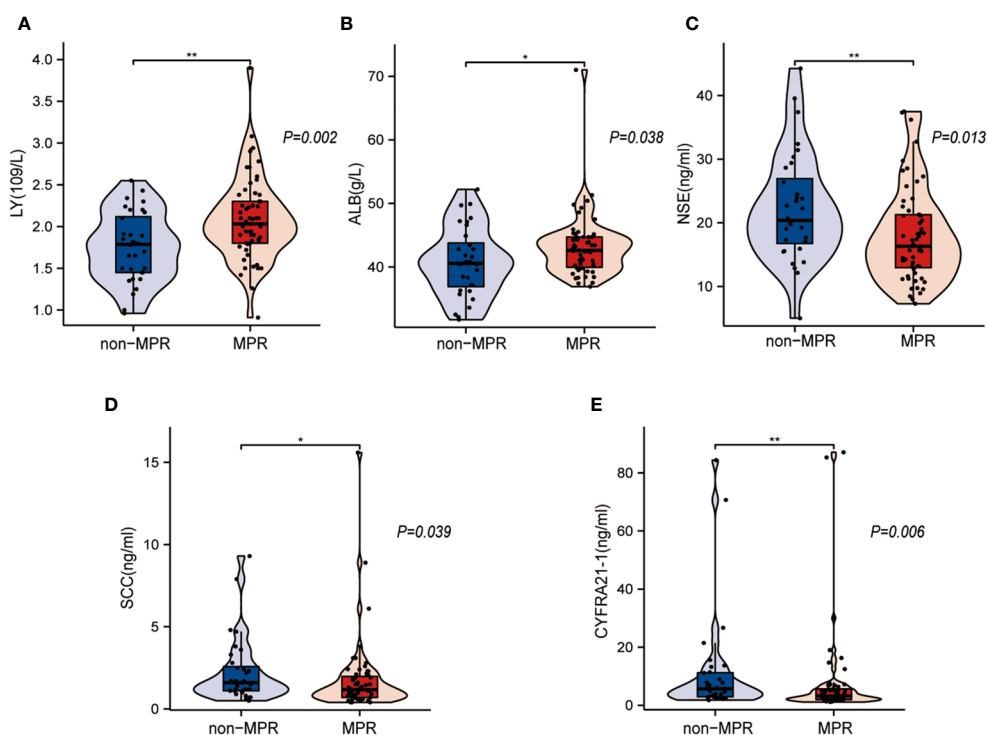 A
B
C
**
*
**
4.0
3.5
3.0
2.5
2.0
1.5
1.0
LY(109/L)
P=0.002
non−MPR MPR
70
60
50
40
ALB(g/L)
P=0.038
non−MPR MPR
40
30
20
10
NSE(ng/ml)
P=0.013
non−MPR MPR
D
E
*
**
15
10
5
0
SCC(ng/ml)
P=0.039
non−MPR MPR
80
60
40
20
0
CYFRA21-1(ng/ml)
P=0.006
non−MPR MPR